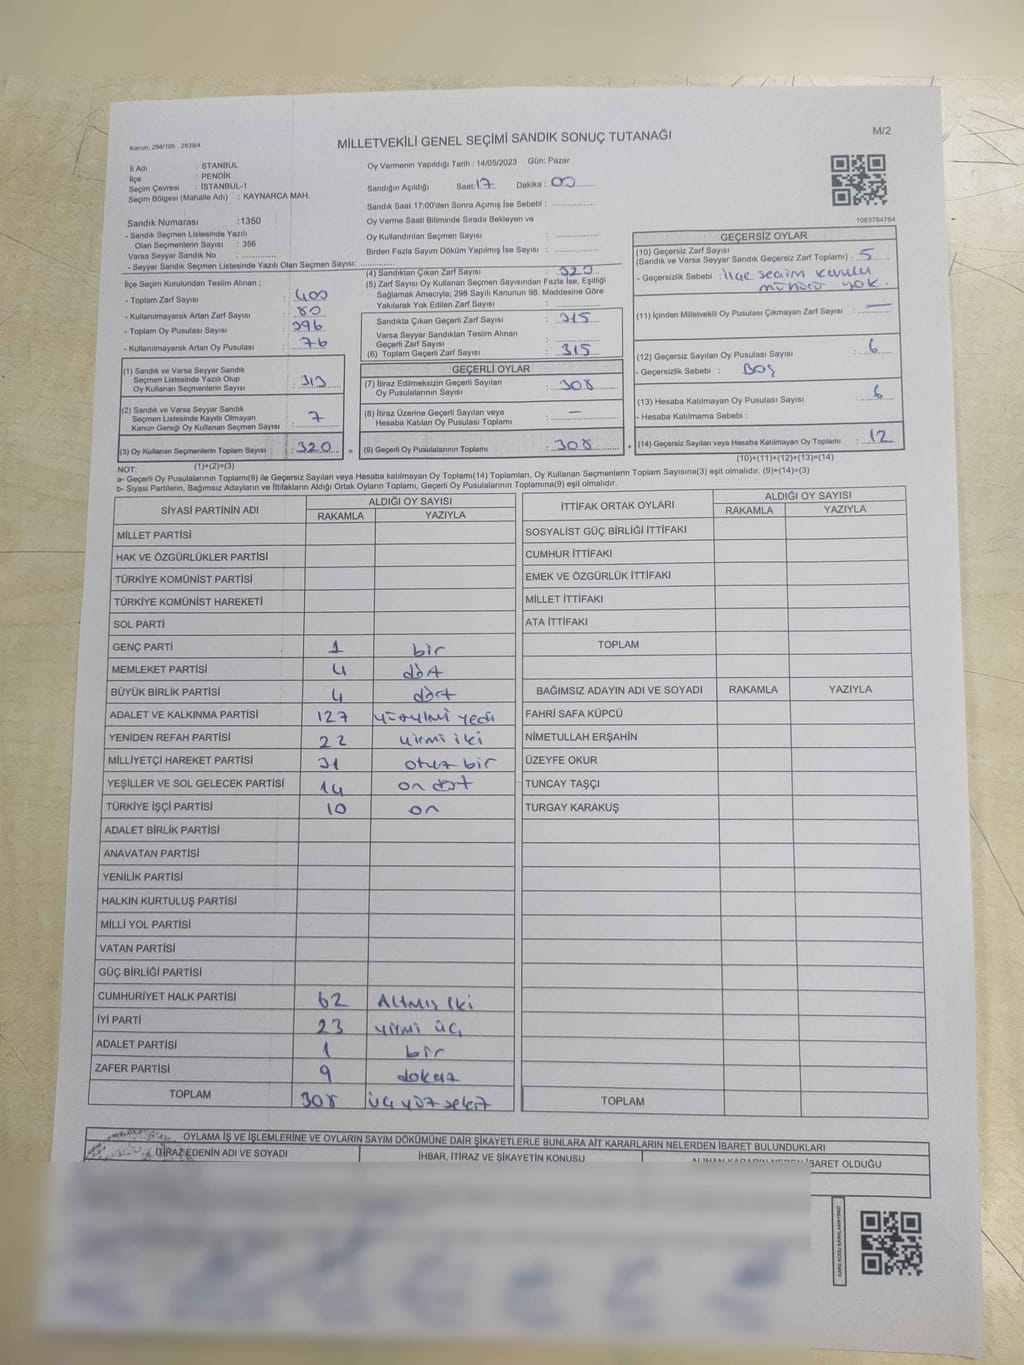 M/2
Kanun: 298/105 , 2839/4
MİLLETVEKİLİ GENEL SEÇİMİ SANDIK SONUÇ TUTANAĞI
İl Adı : İSTANBUL
İlçe : PENDİK
Seçim Çevresi : İSTANBUL-1
Seçim Bölgesi (Mahalle Adı) : KAYNARCA MAH.
Sandık Numarası :1350
- Sandık Seçmen Listesinde Yazılı
Olan Seçmenlerin Sayısı : 356
Varsa Seyyar Sandık No :
- Seyyar Sandık Seçmen Listesinde Yazılı Olan Seçmen Sayısı:
Oy Vermenin Yapıldığı Tarih : 14/05/2023 Gün: Pazar
Sandığın Açıldığı Saat: 17 Dakika : 00
Sandık Saat 17:00'den Sonra Açılmış İse Sebebi :
Oy Verme Saati Bitiminde Sırada Bekleyen ve
Oy Kullandırılan Seçmen Sayısı :
Birden Fazla Sayım Döküm Yapılmış İse Sayısı :
1083784764
İlçe Seçim Kurulundan Teslim Alınan ;
- Toplam Zarf Sayısı : 400
- Kullanılmayarak Artan Zarf Sayısı : 80
- Toplam Oy Pusulası Sayısı : 396
- Kullanılmayarak Artan Oy Pusulası : 76
(1) Sandık ve Varsa Seyyar Sandık
Seçmen Listesinde Yazılı Olup
Oy Kullanan Seçmenlerin Sayısı : 313
(2) Sandık ve Varsa Seyyar Sandık
Seçmen Listesinde Kayıtlı Olmayan
Kanun Gereği Oy Kullanan Seçmen Sayısı : 7
(3) Oy Kullanan Seçmenlerin Toplam Sayısı : 320
(1)+(2)=(3)
(4) Sandıktan Çıkan Zarf Sayısı : 320
(5) Zarf Sayısı Oy Kullanan Seçmen Sayısından Fazla İse, Eşitliği
Sağlamak Amacıyla; 298 Sayılı Kanunun 98. Maddesine Göre
Yakılarak Yok Edilen Zarf Sayısı :
Sandıkta Çıkan Geçerli Zarf Sayısı : 315
Varsa Seyyar Sandıktan Teslim Alınan
Geçerli Zarf Sayısı :
(6) Toplam Geçerli Zarf Sayısı : 315
GEÇERLİ OYLAR
(7) İtiraz Edilmeksizin Geçerli Sayılan
Oy Pusulalarının Sayısı : 308
(8) İtiraz Üzerine Geçerli Sayılan veya
Hesaba Katılan Oy Pusulası Toplamı : —
= (9) Geçerli Oy Pusulalarının Toplamı : 308 +
GEÇERSİZ OYLAR
(10) Geçersiz Zarf Sayısı
(Sandık ve Varsa Seyyar Sandık Geçersiz Zarf Toplamı) : 5
- Geçersizlik Sebebi : ilçe seçim kurulu
mührü yok.
(11) İçinden Milletvekili Oy Pusulası Çıkmayan Zarf Sayısı : —
(12) Geçersiz Sayılan Oy Pusulası Sayısı : 6
- Geçersizlik Sebebi : Boş
(13) Hesaba Katılmayan Oy Pusulası Sayısı : 6
- Hesaba Katılmama Sebebi :
(14) Geçersiz Sayılan veya Hesaba Katılmayan Oy Toplamı : 12
(10)+(11)+(12)+(13)=(14)
NOT:
a- Geçerli Oy Pusulalarının Toplamı(9) ile Geçersiz Sayılan veya Hesaba katılmayan Oy Toplamı(14) Toplamları, Oy Kullanan Seçmenlerin Toplam Sayısına(3) eşit olmalıdır. (9)+(14)=(3)
b- Siyasi Partilerin, Bağımsız Adayların ve İttifakların Aldığı Ortak Oyların Toplamı, Geçerli Oy Pusulalarının Toplamına(9) eşit olmalıdır.
SİYASİ PARTİNİN ADI ALDIĞI OY SAYISI
RAKAMLA YAZIYLA
MİLLET PARTİSİ
HAK VE ÖZGÜRLÜKLER PARTİSİ
TÜRKİYE KOMÜNİST PARTİSİ
TÜRKİYE KOMÜNİST HAREKETİ
SOL PARTİ
GENÇ PARTİ 1 bir
MEMLEKET PARTİSİ 4 dört
BÜYÜK BİRLİK PARTİSİ 4 dört
ADALET VE KALKINMA PARTİSİ 127 yüzyirmi yedi
YENİDEN REFAH PARTİSİ 22 yirmi iki
MİLLİYETÇİ HAREKET PARTİSİ 31 otuz bir
YEŞİLLER VE SOL GELECEK PARTİSİ 14 on dört
TÜRKİYE İŞÇİ PARTİSİ 10 on
ADALET BİRLİK PARTİSİ
ANAVATAN PARTİSİ
YENİLİK PARTİSİ
HALKIN KURTULUŞ PARTİSİ
MİLLİ YOL PARTİSİ
VATAN PARTİSİ
GÜÇ BİRLİĞİ PARTİSİ
CUMHURİYET HALK PARTİSİ 62 Altmış iki
İYİ PARTİ 23 yirmi üç
ADALET PARTİSİ 1 bir
ZAFER PARTİSİ 9 dokuz
TOPLAM 308 üç yüz sekiz
İTTİFAK ORTAK OYLARI ALDIĞI OY SAYISI
RAKAMLA YAZIYLA
SOSYALİST GÜÇ BİRLİĞİ İTTİFAKI
CUMHUR İTTİFAKI
EMEK VE ÖZGÜRLÜK İTTİFAKI
MİLLET İTTİFAKI
ATA İTTİFAKI
TOPLAM
BAĞIMSIZ ADAYIN ADI VE SOYADI RAKAMLA YAZIYLA
FAHRİ SAFA KÜPCÜ
NİMETULLAH ERŞAHİN
ÜZEYFE OKUR
TUNCAY TAŞÇI
TURGAY KARAKUŞ
TOPLAM
OYLAMA İŞ VE İŞLEMLERİNE VE OYLARIN SAYIM DÖKÜMÜNE DAİR ŞİKAYETLERLE BUNLARA AİT KARARLARIN NELERDEN İBARET BULUNDUKLARI
İTİRAZ EDENİN ADI VE SOYADI İHBAR, İTİRAZ VE ŞİKAYETİN KONUSU ALINAN KARARIN NEDEN İBARET OLDUĞU